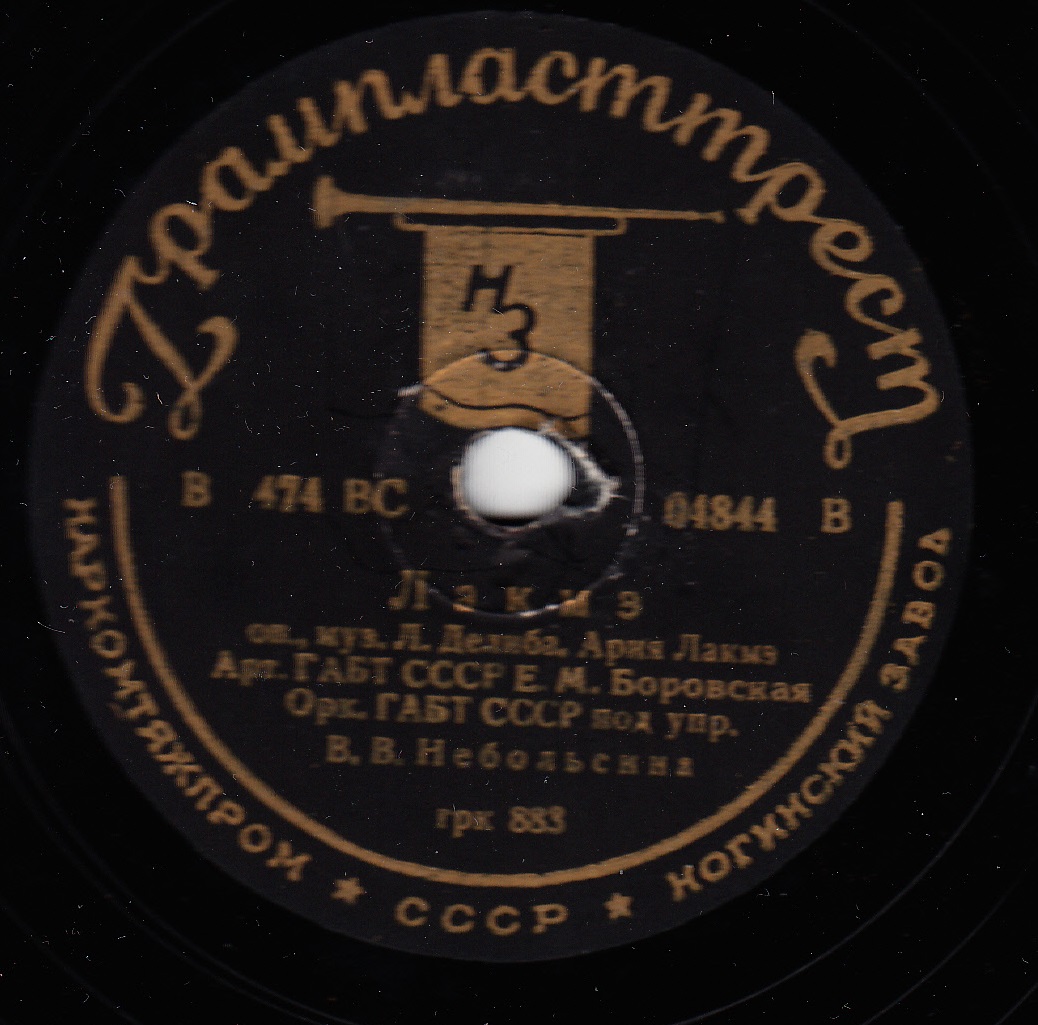 Грампласттрест
НЗ
В 474 ВС 04844 В
Лакмэ
оп., муз. Л. Делиба. Ария Лакмэ
Арт. ГАБТ СССР Е. М. Боровская
Орк. ГАБТ СССР под упр.
В. В. Небольсина
грк 883
НАРКОМТЯЖПРОМ ★ СССР ★ НОГИНСКИЙ ЗАВОД